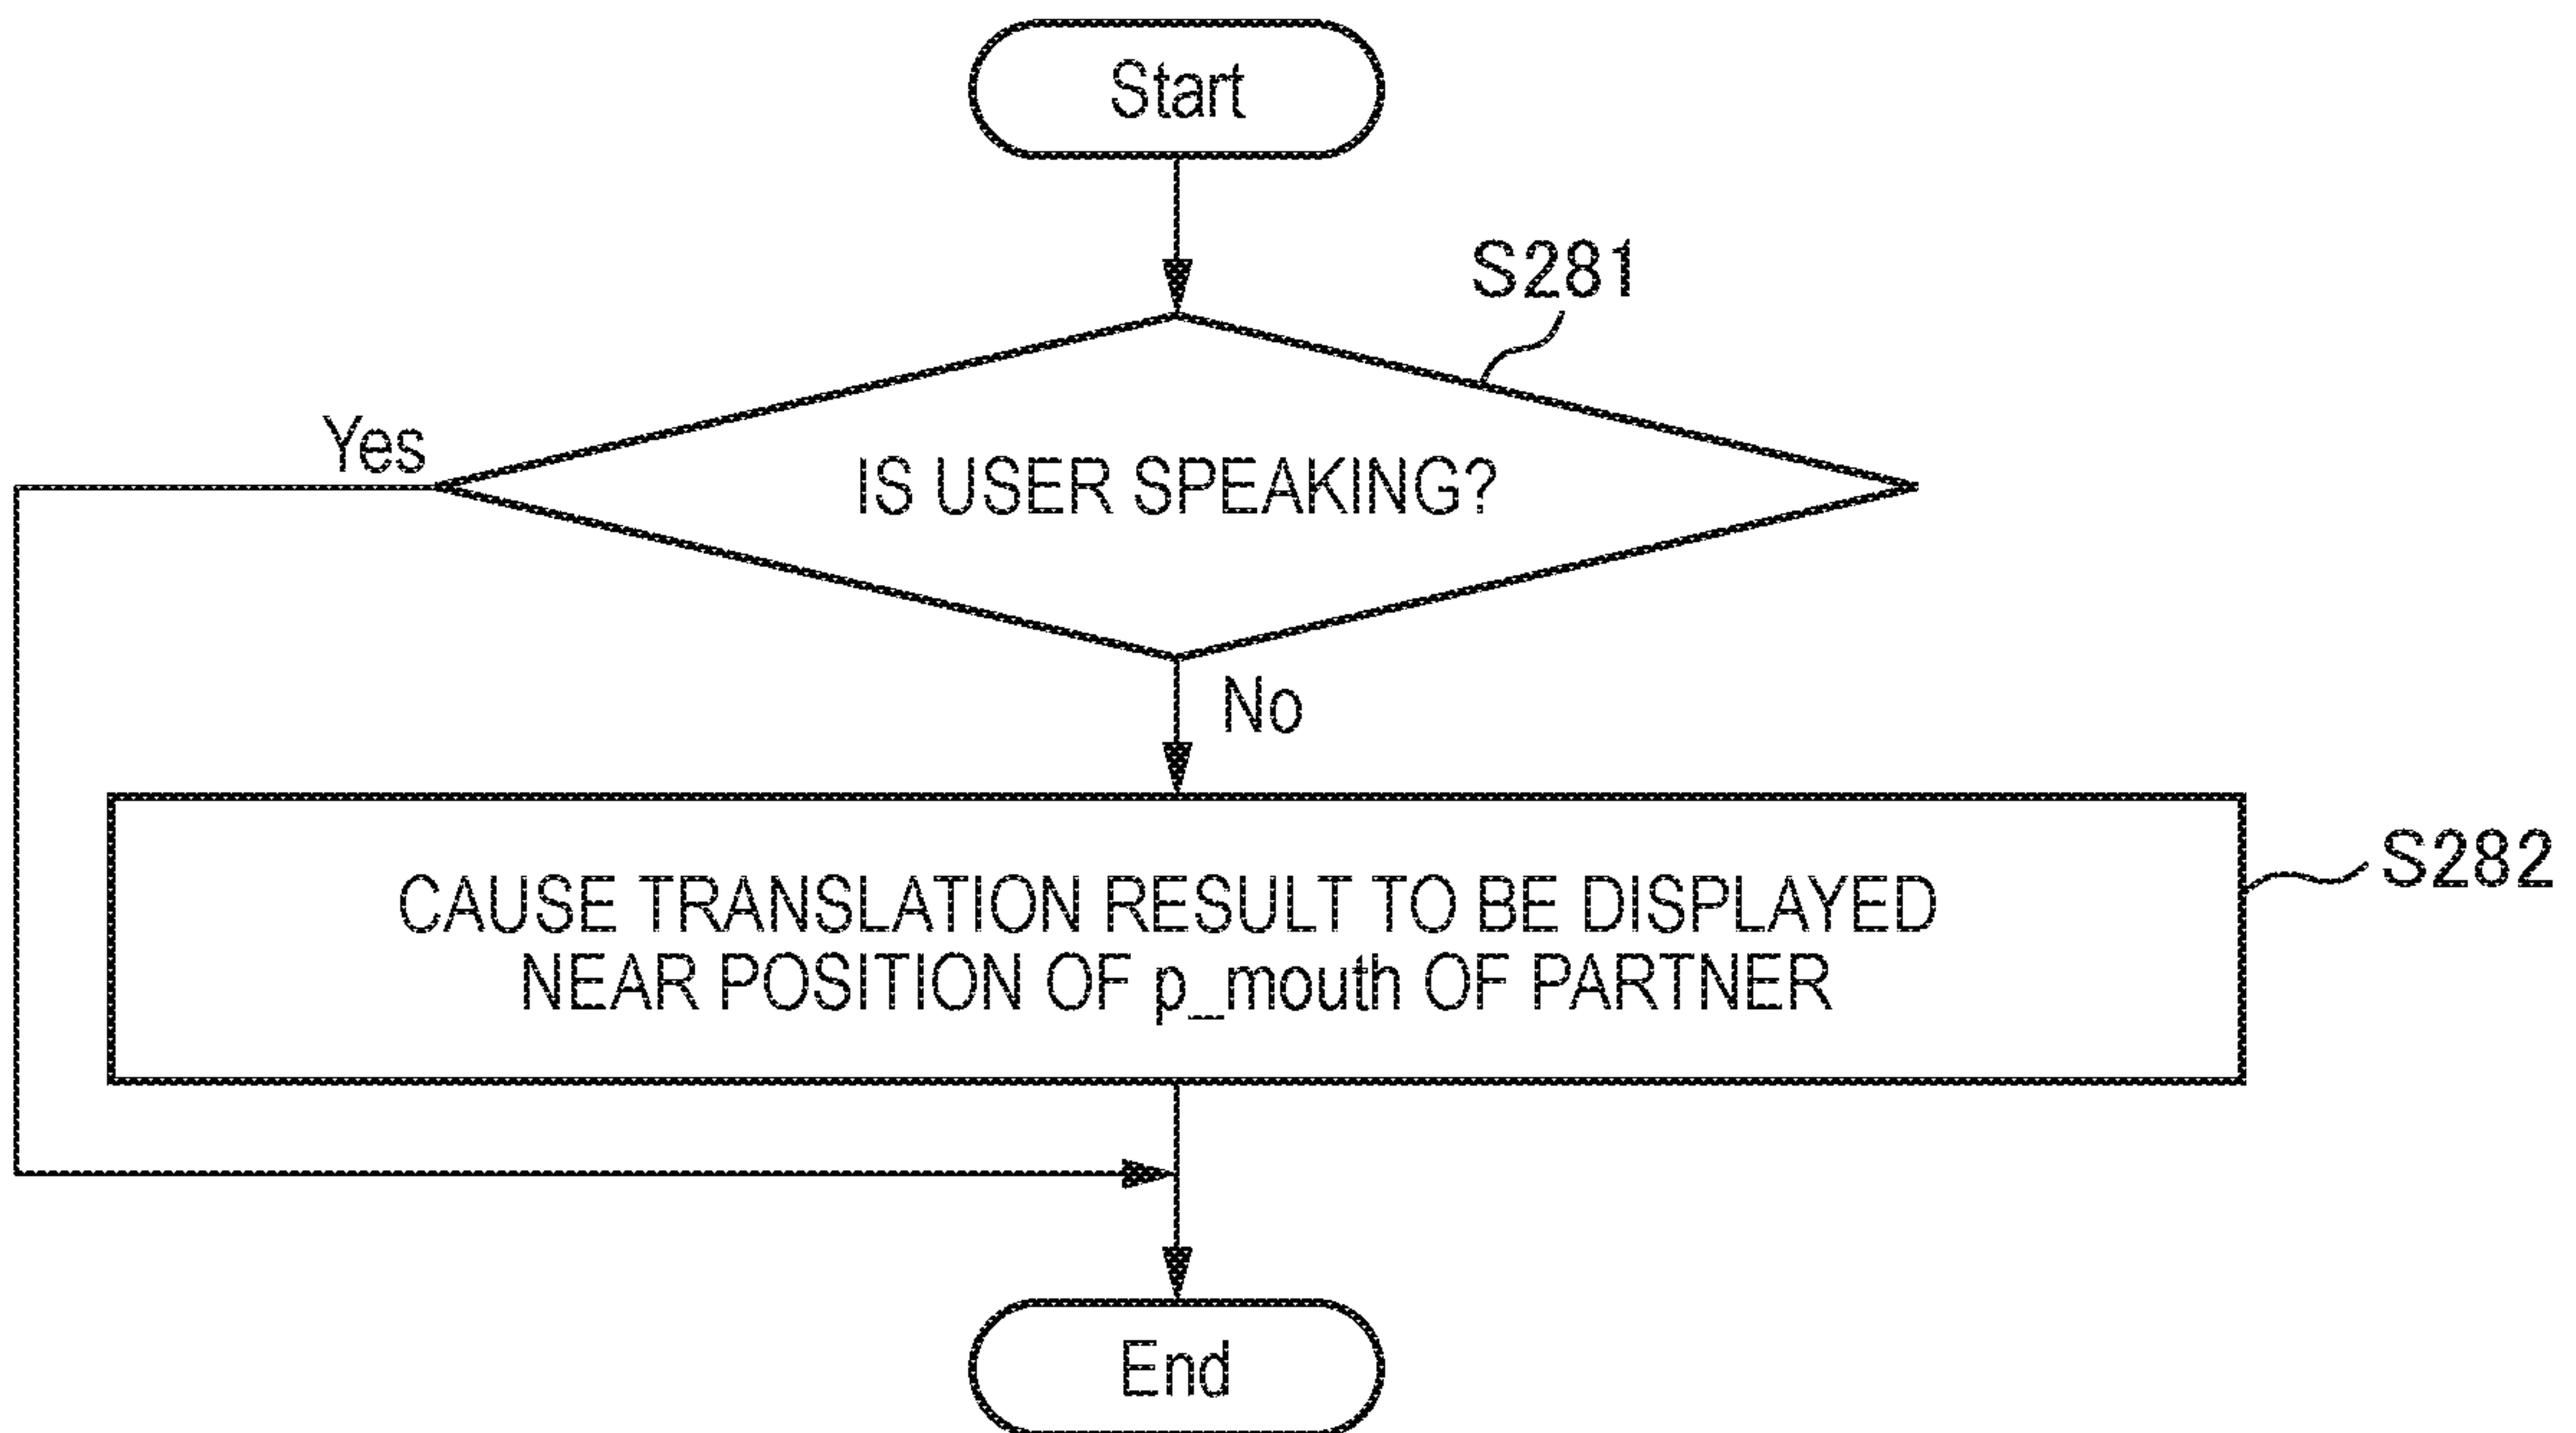 Start
S281
Yes
IS USER SPEAKING?
No
CAUSE TRANSLATION RESULT TO BE DISPLAYED
NEAR POSITION OF p_mouth OF PARTNER
S282
End